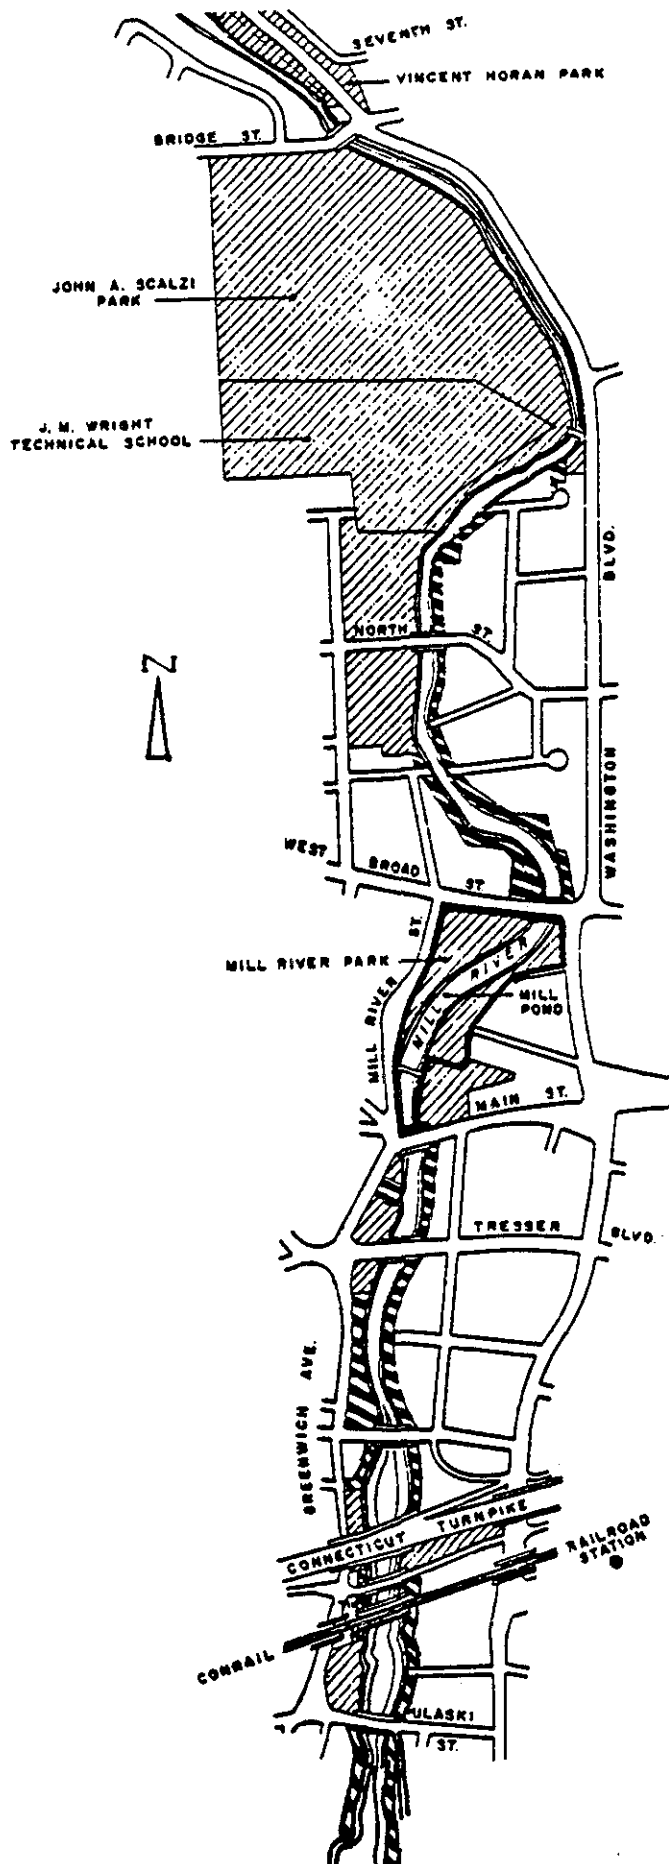 SEVENTH ST.
VINCENT HORAN PARK
BRIDGE ST.
JOHN A. SCALZI
PARK
J. M. WRIGHT
TECHNICAL SCHOOL
BLVD.
NORTH ST.
N
WASHINGTON
WEST BROAD ST.
MILL RIVER ST.
MILL RIVER PARK
MILL RIVER
MILL
POND
MAIN ST.
TRESSER BLVD.
GREENWICH AVE.
CONNECTICUT TURNPIKE
RAILROAD
STATION
CONRAIL
ULASKI
ST.